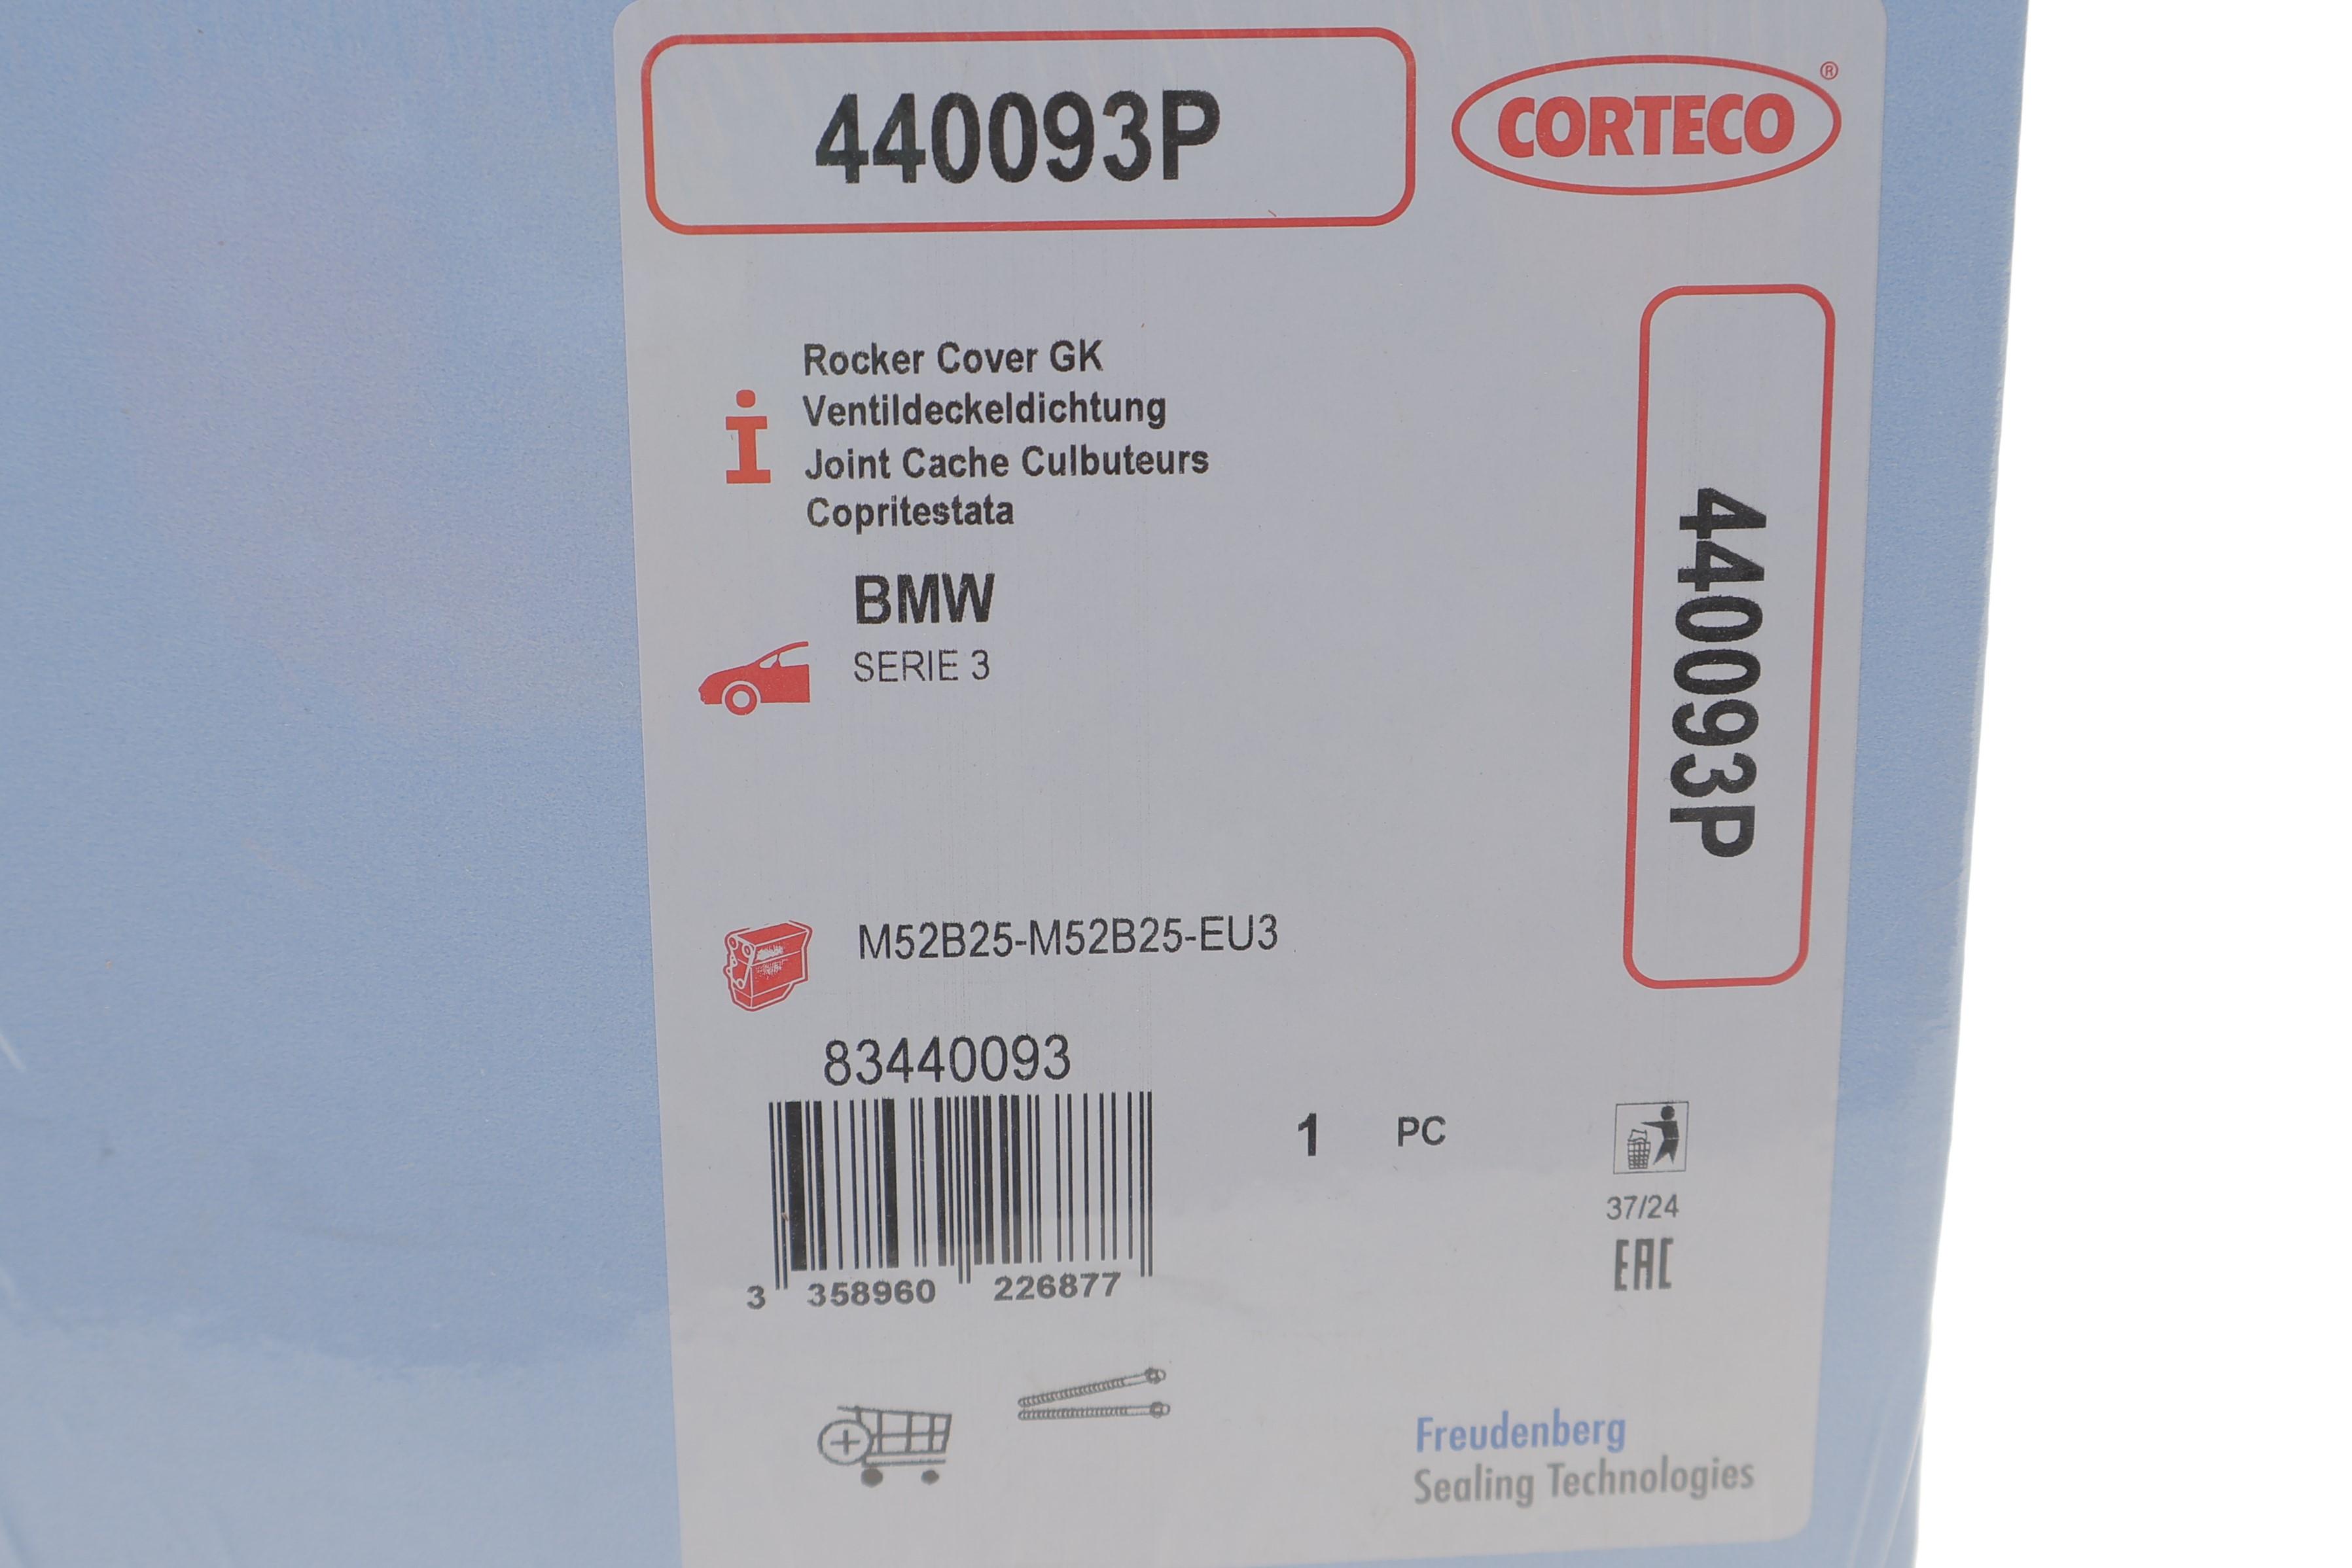 440093P
CORTECO®
Rocker Cover GK
Ventildeckeldichtung
Joint Cache Culbuteurs
Copritestata
BMW
SERIE 3
440093P
M52B25-M52B25-EU3
83440093
1 PC
3 358960 226877
37/24
EAC
Freudenberg
Sealing Technologies